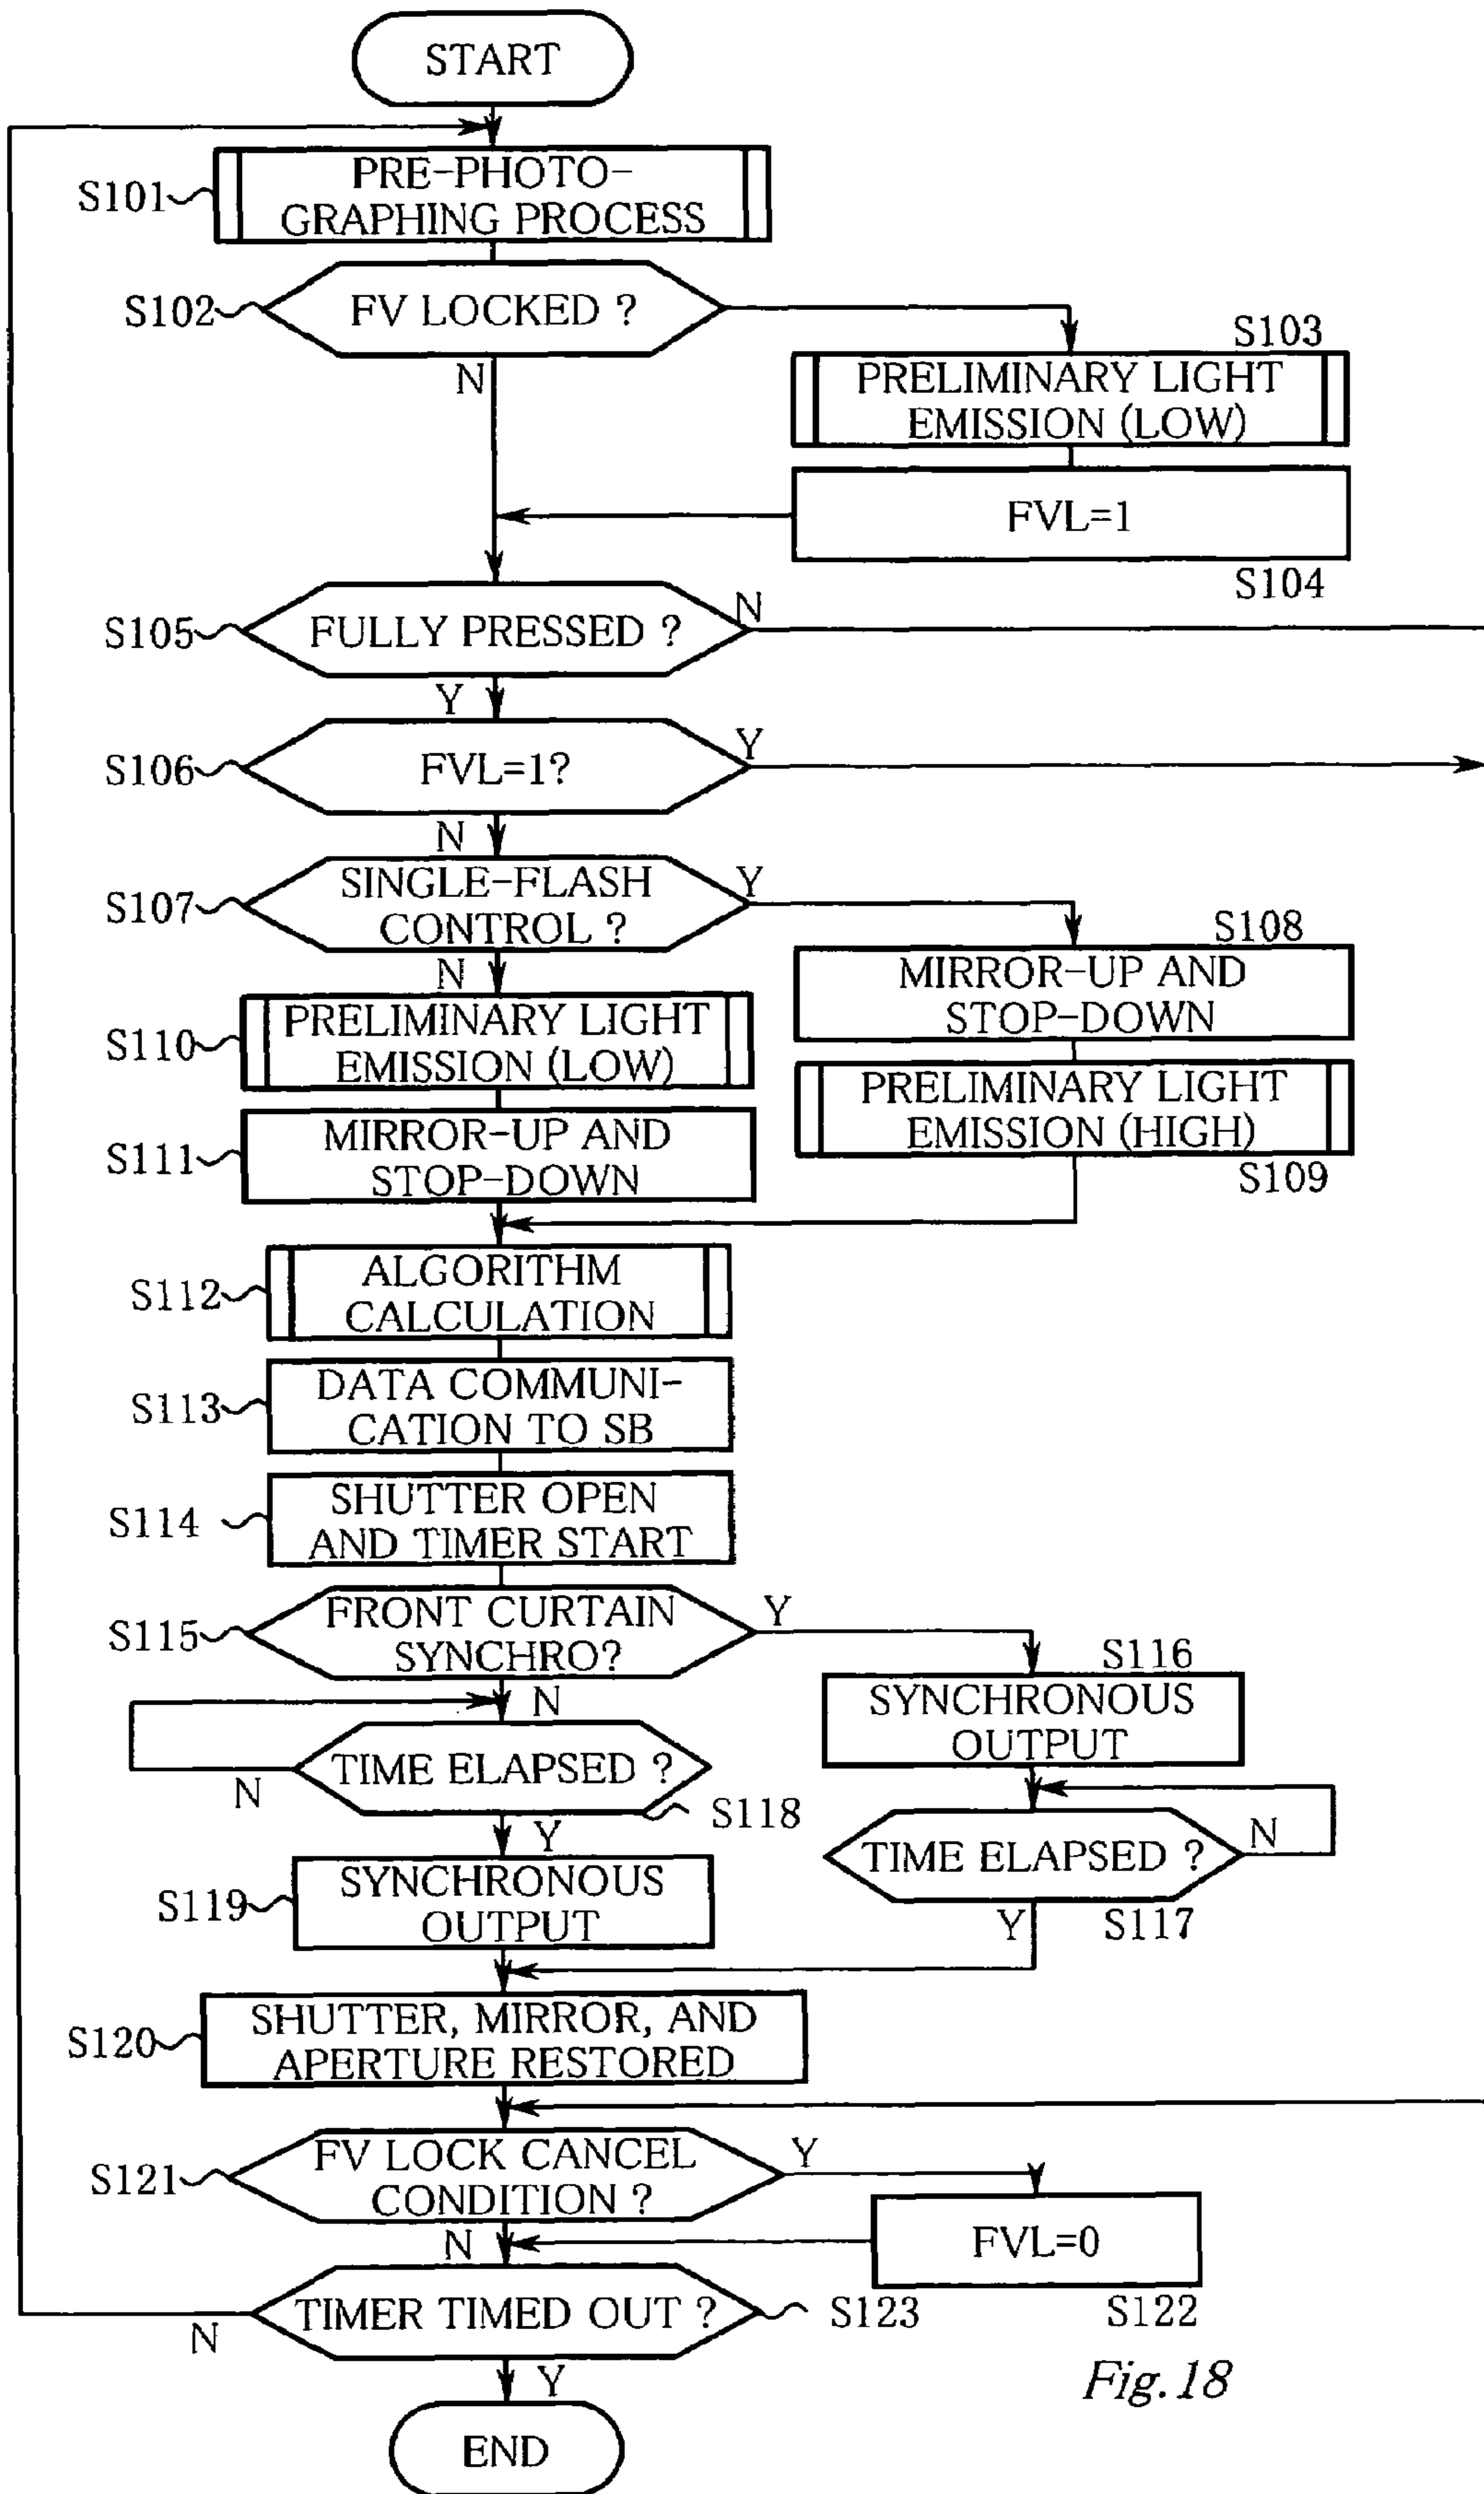 START
S101
PRE-PHOTO-
GRAPHING PROCESS
S102
FV LOCKED ?
N
S103
PRELIMINARY LIGHT
EMISSION (LOW)
FVL=1
S104
S105
FULLY PRESSED ?
N
Y
S106
FVL=1?
Y
N
S107
SINGLE-FLASH
CONTROL ?
Y
N
S108
MIRROR-UP AND
STOP-DOWN
S110
PRELIMINARY LIGHT
EMISSION (LOW)
PRELIMINARY LIGHT
EMISSION (HIGH)
S109
S111
MIRROR-UP AND
STOP-DOWN
S112
ALGORITHM
CALCULATION
S113
DATA COMMUNI-
CATION TO SB
S114
SHUTTER OPEN
AND TIMER START
S115
FRONT CURTAIN
SYNCHRO?
Y
N
S116
SYNCHRONOUS
OUTPUT
TIME ELAPSED ?
N
S118
Y
TIME ELAPSED ?
N
S117
Y
S119
SYNCHRONOUS
OUTPUT
S120
SHUTTER, MIRROR, AND
APERTURE RESTORED
S121
FV LOCK CANCEL
CONDITION ?
Y
N
FVL=0
S122
TIMER TIMED OUT ?
S123
N
Y
END
Fig. 18